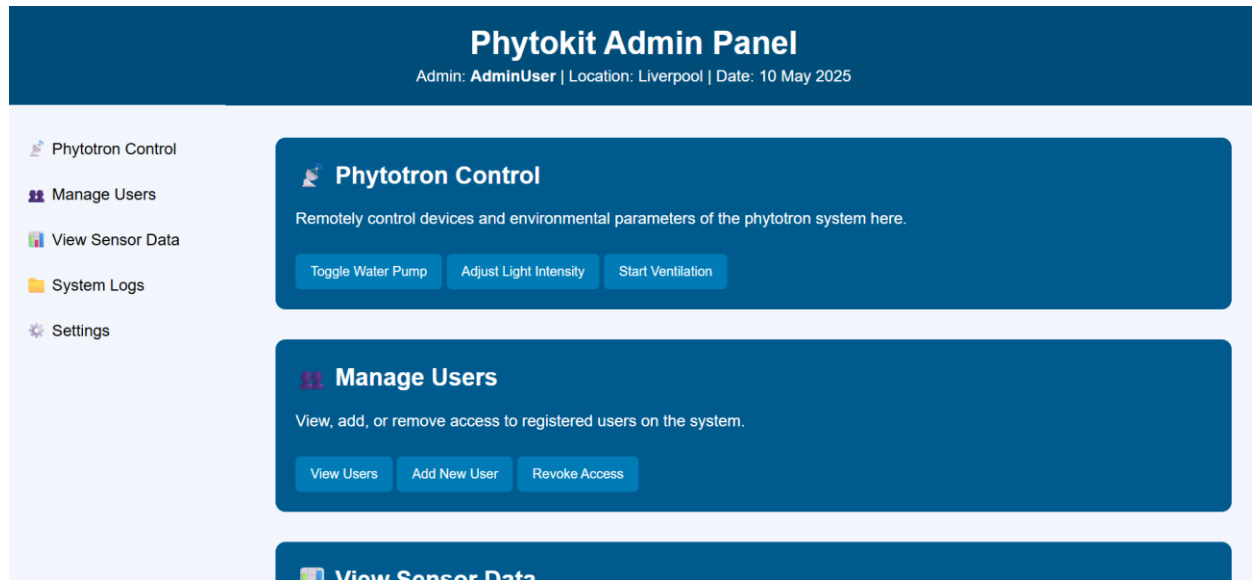 Phytokit Admin Panel
Admin: AdminUser | Location: Liverpool | Date: 10 May 2025
Phytotron Control
Manage Users
View Sensor Data
System Logs
Settings
Phytotron Control
Remotely control devices and environmental parameters of the phytotron system here.
Toggle Water Pump Adjust Light Intensity Start Ventilation
Manage Users
View, add, or remove access to registered users on the system.
View Users Add New User Revoke Access
View Sensor Data